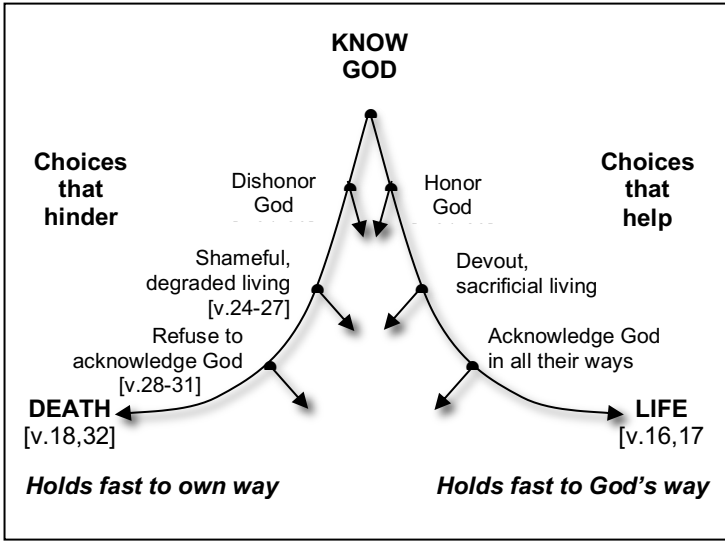 KNOW
GOD
Choices
that
hinder
Choices
that
help
Dishonor
God
Honor
God
Shameful,
degraded living
[v.24-27]
Devout,
sacrificial living
Refuse to
acknowledge God
[v.28-31]
Acknowledge God
in all their ways
DEATH
[v.18,32]
LIFE
[v.16,17
Holds fast to own way
Holds fast to God's way